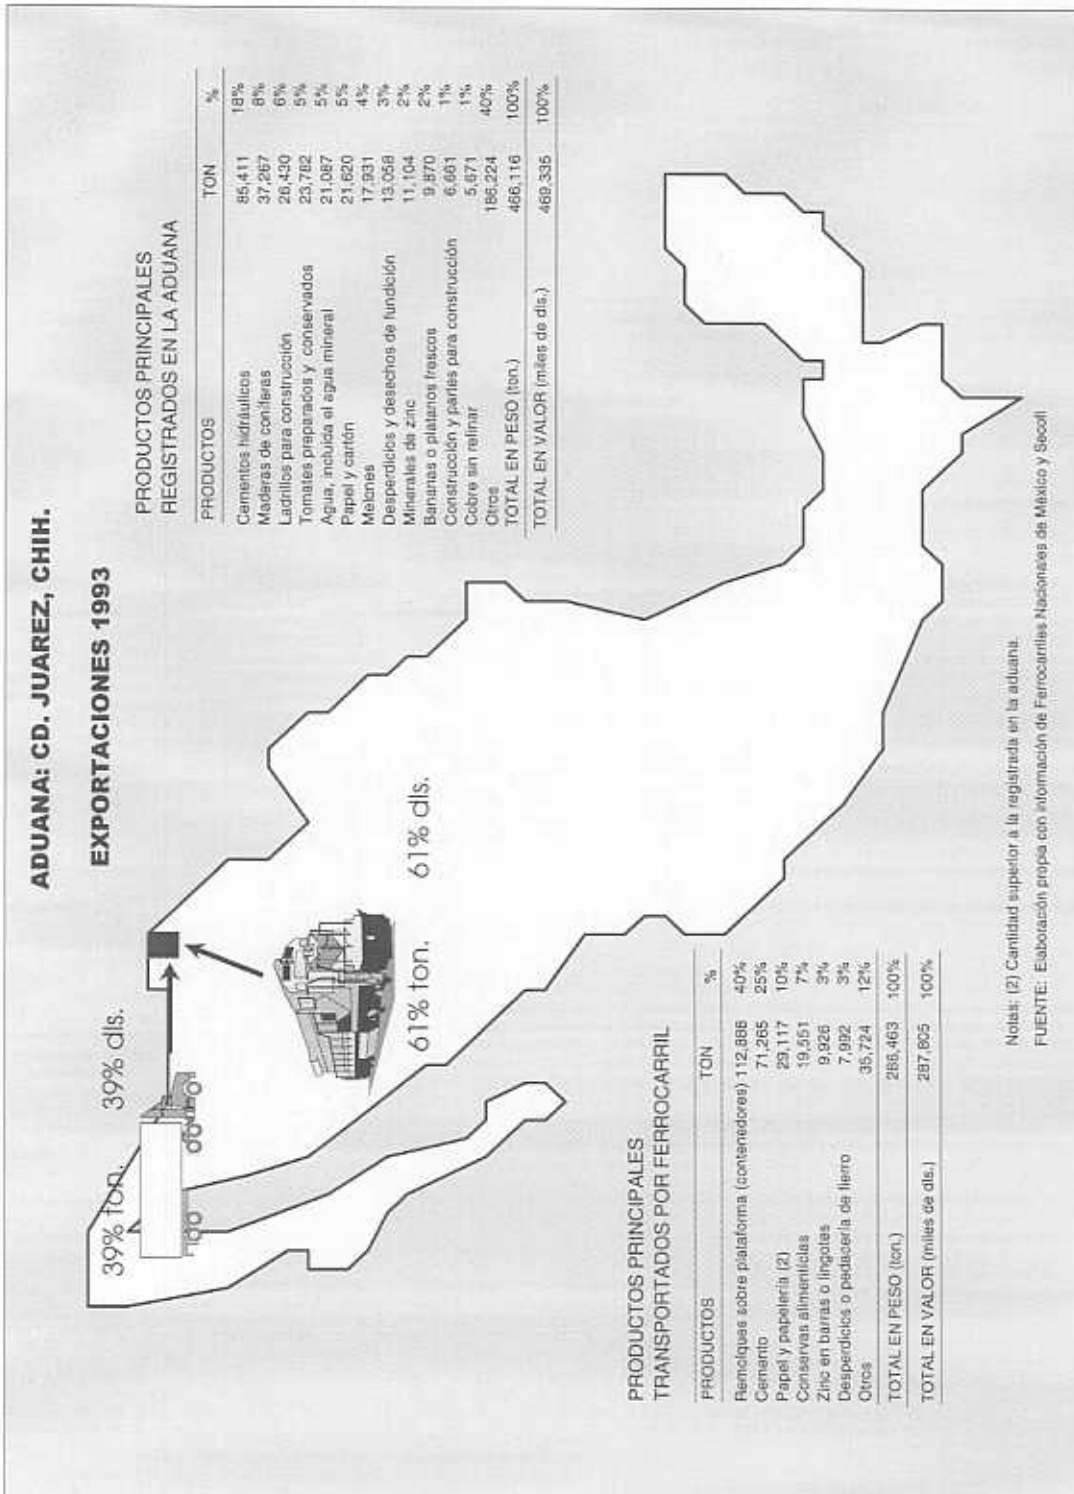 ADUANA: CD. JUAREZ, CHIH.
EXPORTACIONES 1993
PRODUCTOS PRINCIPALES
REGISTRADOS EN LA ADUANA
PRODUCTOS TON %
Cementos hidráulicos 85,411 18%
Maderas de coníferas 37,267 8%
Ladrillos para construcción 26,430 6%
Tomates preparados y conservados 23,782 5%
Agua, incluida el agua mineral 21,087 5%
Papel y cartón 21,620 5%
Melones 17,931 4%
Desperdicios y desechos de fundición 13,058 3%
Minerales de zinc 11,104 2%
Bananas o platanos frescos 9,870 2%
Construcción y partes para construcción 6,661 1%
Cobre sin refinar 5,671 1%
Otros 186,224 40%
TOTAL EN PESO (ton.) 466,116 100%
TOTAL EN VALOR (miles de dls.) 469,335 100%
39% ton. 39% dls.
61% ton. 61% dls.
PRODUCTOS PRINCIPALES
TRANSPORTADOS POR FERROCARRIL
PRODUCTOS TON %
Remolques sobre plataforma (contenedores) 112,888 40%
Cemento 71,265 25%
Papel y papelería (2) 29,117 10%
Conservas alimenticias 19,551 7%
Zinc en barras o lingotes 9,926 3%
Desperdicios o pedacería de fierro 7,992 3%
Otros 35,724 12%
TOTAL EN PESO (ton.) 286,463 100%
TOTAL EN VALOR (miles de dls.) 287,805 100%
Notas: (2) Cantidad superior a la registrada en la aduana.
FUENTE: Elaboración propia con información de Ferrocarriles Nacionales de México y Secofi